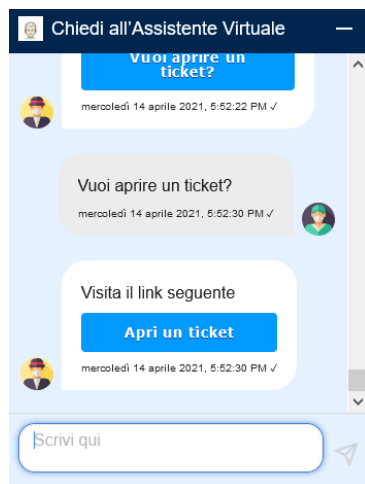 Chiedi all'Assistente Virtuale
Vuoi aprire un
ticket?
mercoledì 14 aprile 2021, 5:52:22 PM ✓
Vuoi aprire un ticket?
mercoledì 14 aprile 2021, 5:52:30 PM ✓
Visita il link seguente
Apri un ticket
mercoledì 14 aprile 2021, 5:52:30 PM ✓
Scrivi qui